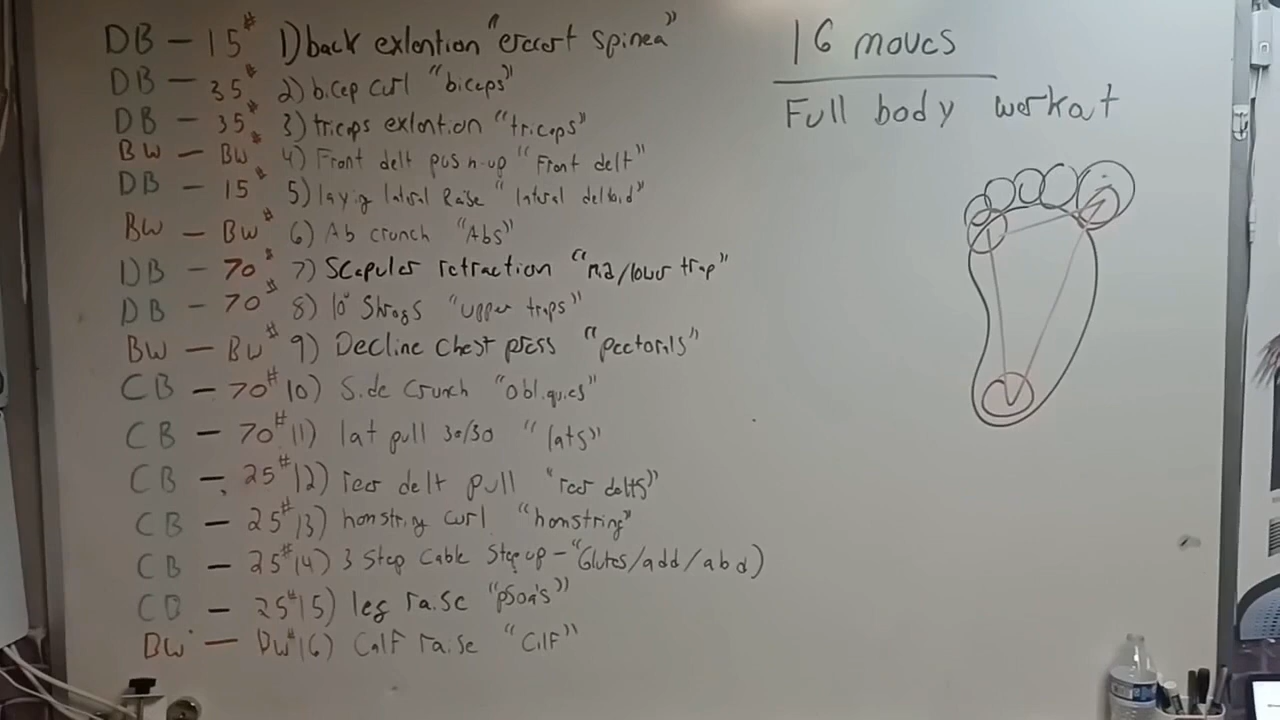 DB - 15# 1) back exlention "erecort spinea"
DB - 35# 2) bicep curl "biceps"
DB - 35# 3) triceps exlention "triceps"
BW - BW# 4) Front delt push-up "Front delt"
DB - 15# 5) laying lateral Raise "lateral deltoid"
BW - BW# 6) Ab crunch "Abs"
DB - 70# 7) Scapuler retraction "mid/lower trap"
DB - 70# 8) 10° Shrugs "upper traps"
BW - BW# 9) Decline Chest press "pectorals"
CB - 70# 10) Side Crunch "Obliques"
CB - 70# 11) lat pull 30/30 "lats"
CB - 25# 12) rear delt pull "rear delts"
CB - 25# 13) hamstring curl "hamstring"
CB - 25# 14) 3 Step Cable Step up - "Glutes/add/abd)
CB - 25# 15) leg raise "psoa's"
BW - BW# 16) Calf raise "Calf"
16 moves
Full body workout